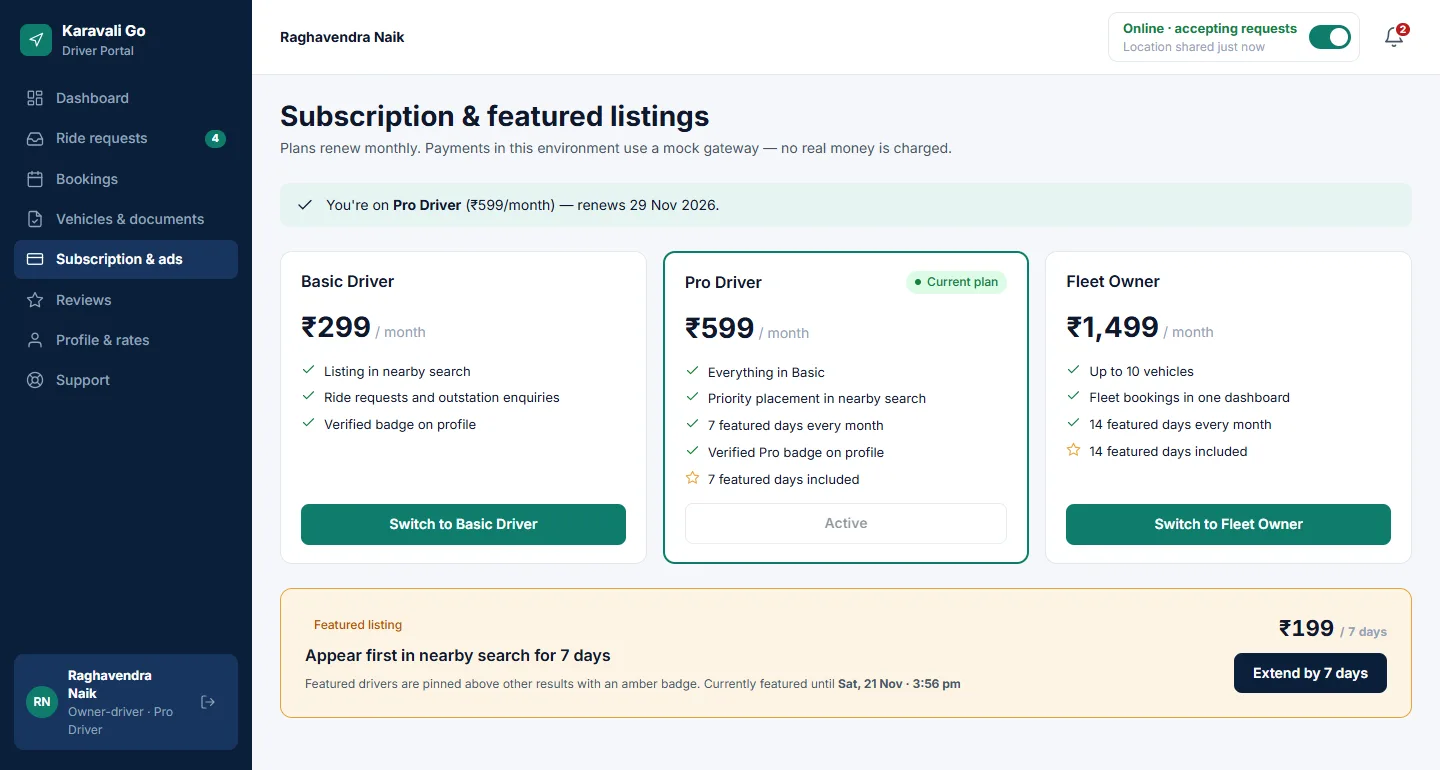 Karavali Go
Driver Portal
Dashboard
Ride requests 4
Bookings
Vehicles & documents
Subscription & ads
Reviews
Profile & rates
Support
RN
Raghavendra
Naik
Owner-driver · Pro
Driver
Raghavendra Naik
Online · accepting requests
Location shared just now
2
Subscription & featured listings
Plans renew monthly. Payments in this environment use a mock gateway — no real money is charged.
You're on Pro Driver (₹599/month) — renews 29 Nov 2026.
Basic Driver
₹299 / month
Listing in nearby search
Ride requests and outstation enquiries
Verified badge on profile
Switch to Basic Driver
Pro Driver
Current plan
₹599 / month
Everything in Basic
Priority placement in nearby search
7 featured days every month
Verified Pro badge on profile
7 featured days included
Active
Fleet Owner
₹1,499 / month
Up to 10 vehicles
Fleet bookings in one dashboard
14 featured days every month
14 featured days included
Switch to Fleet Owner
Featured listing
Appear first in nearby search for 7 days
Featured drivers are pinned above other results with an amber badge. Currently featured until Sat, 21 Nov · 3:56 pm
₹199 / 7 days
Extend by 7 days